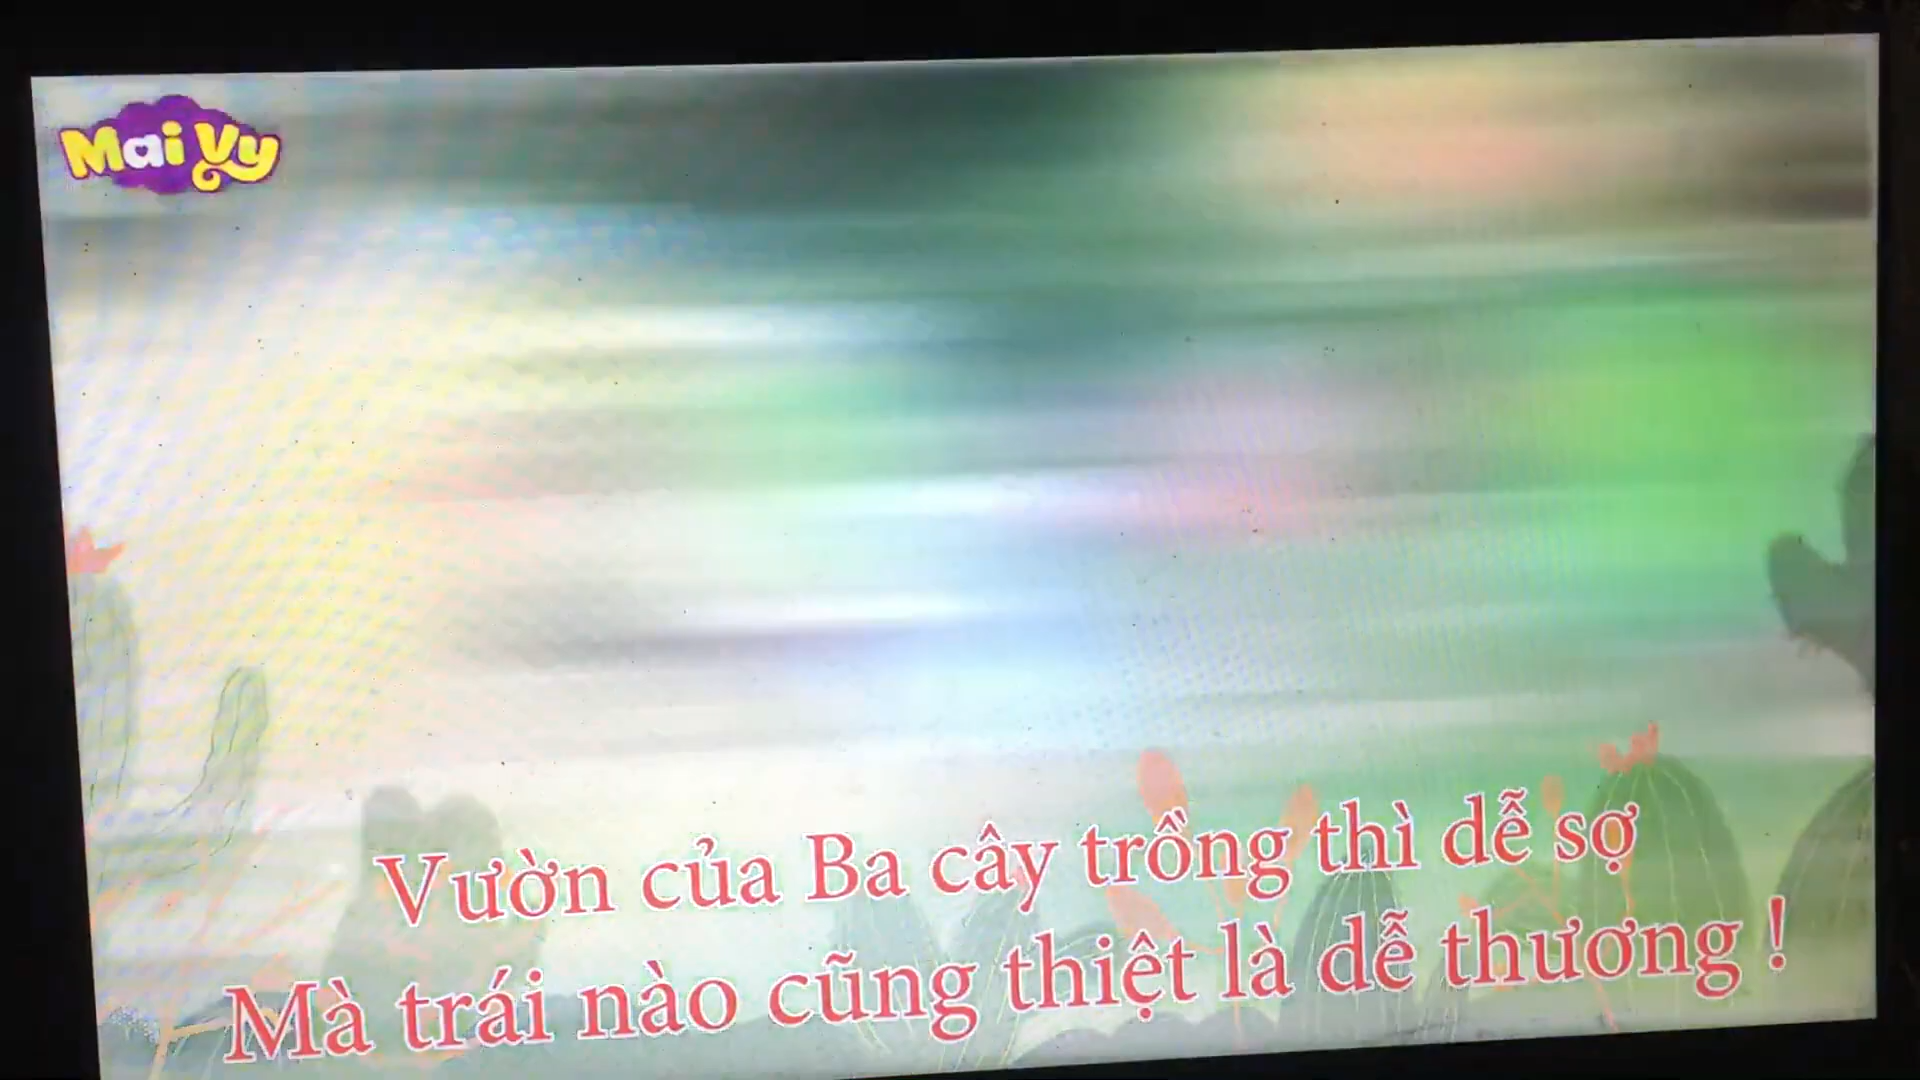 Mai Vy
Vườn của Ba cây trồng thì dễ sợ
Mà trái nào cũng thiệt là dễ thương !